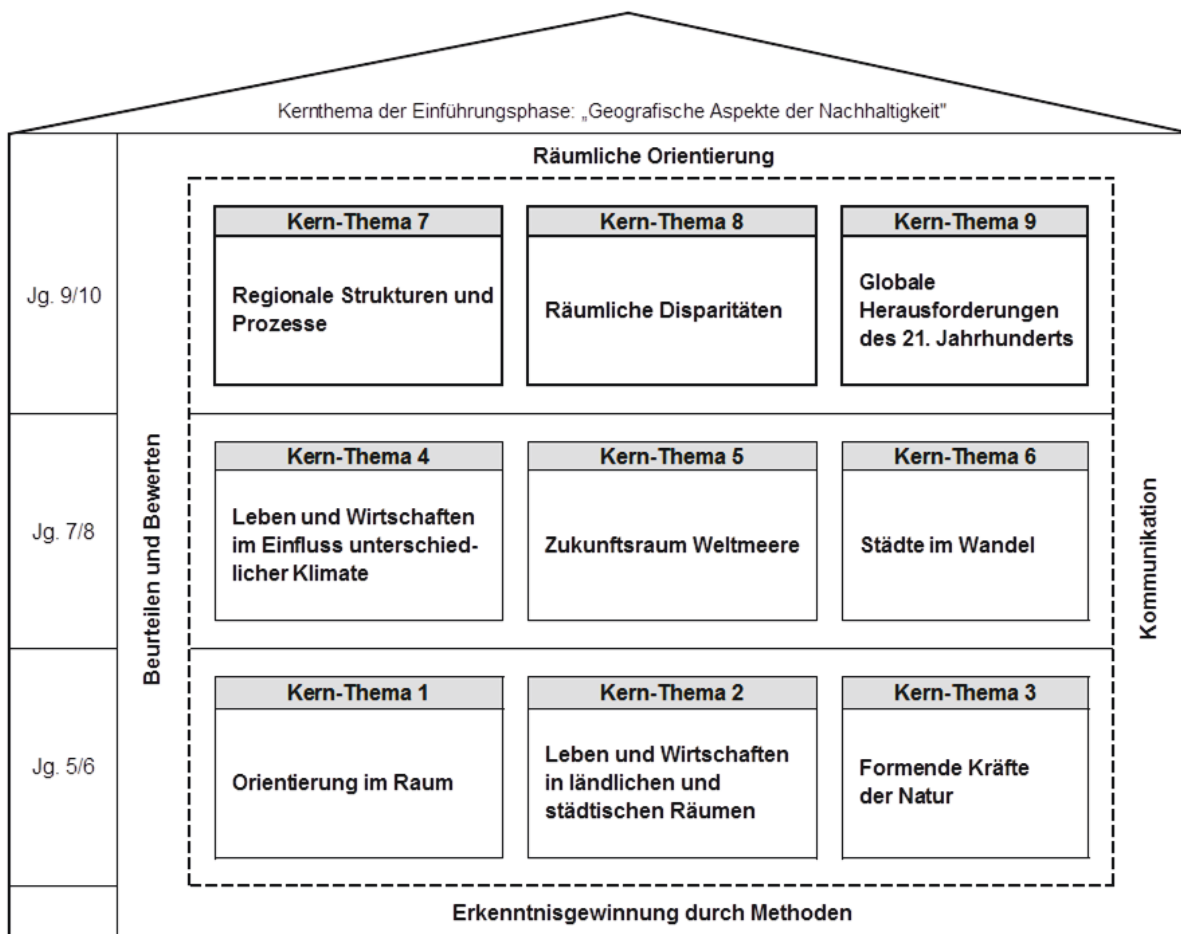 Kernthema der Einführungsphase: „Geografische Aspekte der Nachhaltigkeit"
Räumliche Orientierung
Jg. 9/10
Kern-Thema 7
Regionale Strukturen und
Prozesse
Kern-Thema 8
Räumliche Disparitäten
Kern-Thema 9
Globale
Herausforderungen
des 21. Jahrhunderts
Beurteilen und Bewerten
Kommunikation
Jg. 7/8
Kern-Thema 4
Leben und Wirtschaften
im Einfluss unterschied-
licher Klimate
Kern-Thema 5
Zukunftsraum Weltmeere
Kern-Thema 6
Städte im Wandel
Jg. 5/6
Kern-Thema 1
Orientierung im Raum
Kern-Thema 2
Leben und Wirtschaften
in ländlichen und
städtischen Räumen
Kern-Thema 3
Formende Kräfte
der Natur
Erkenntnisgewinnung durch Methoden